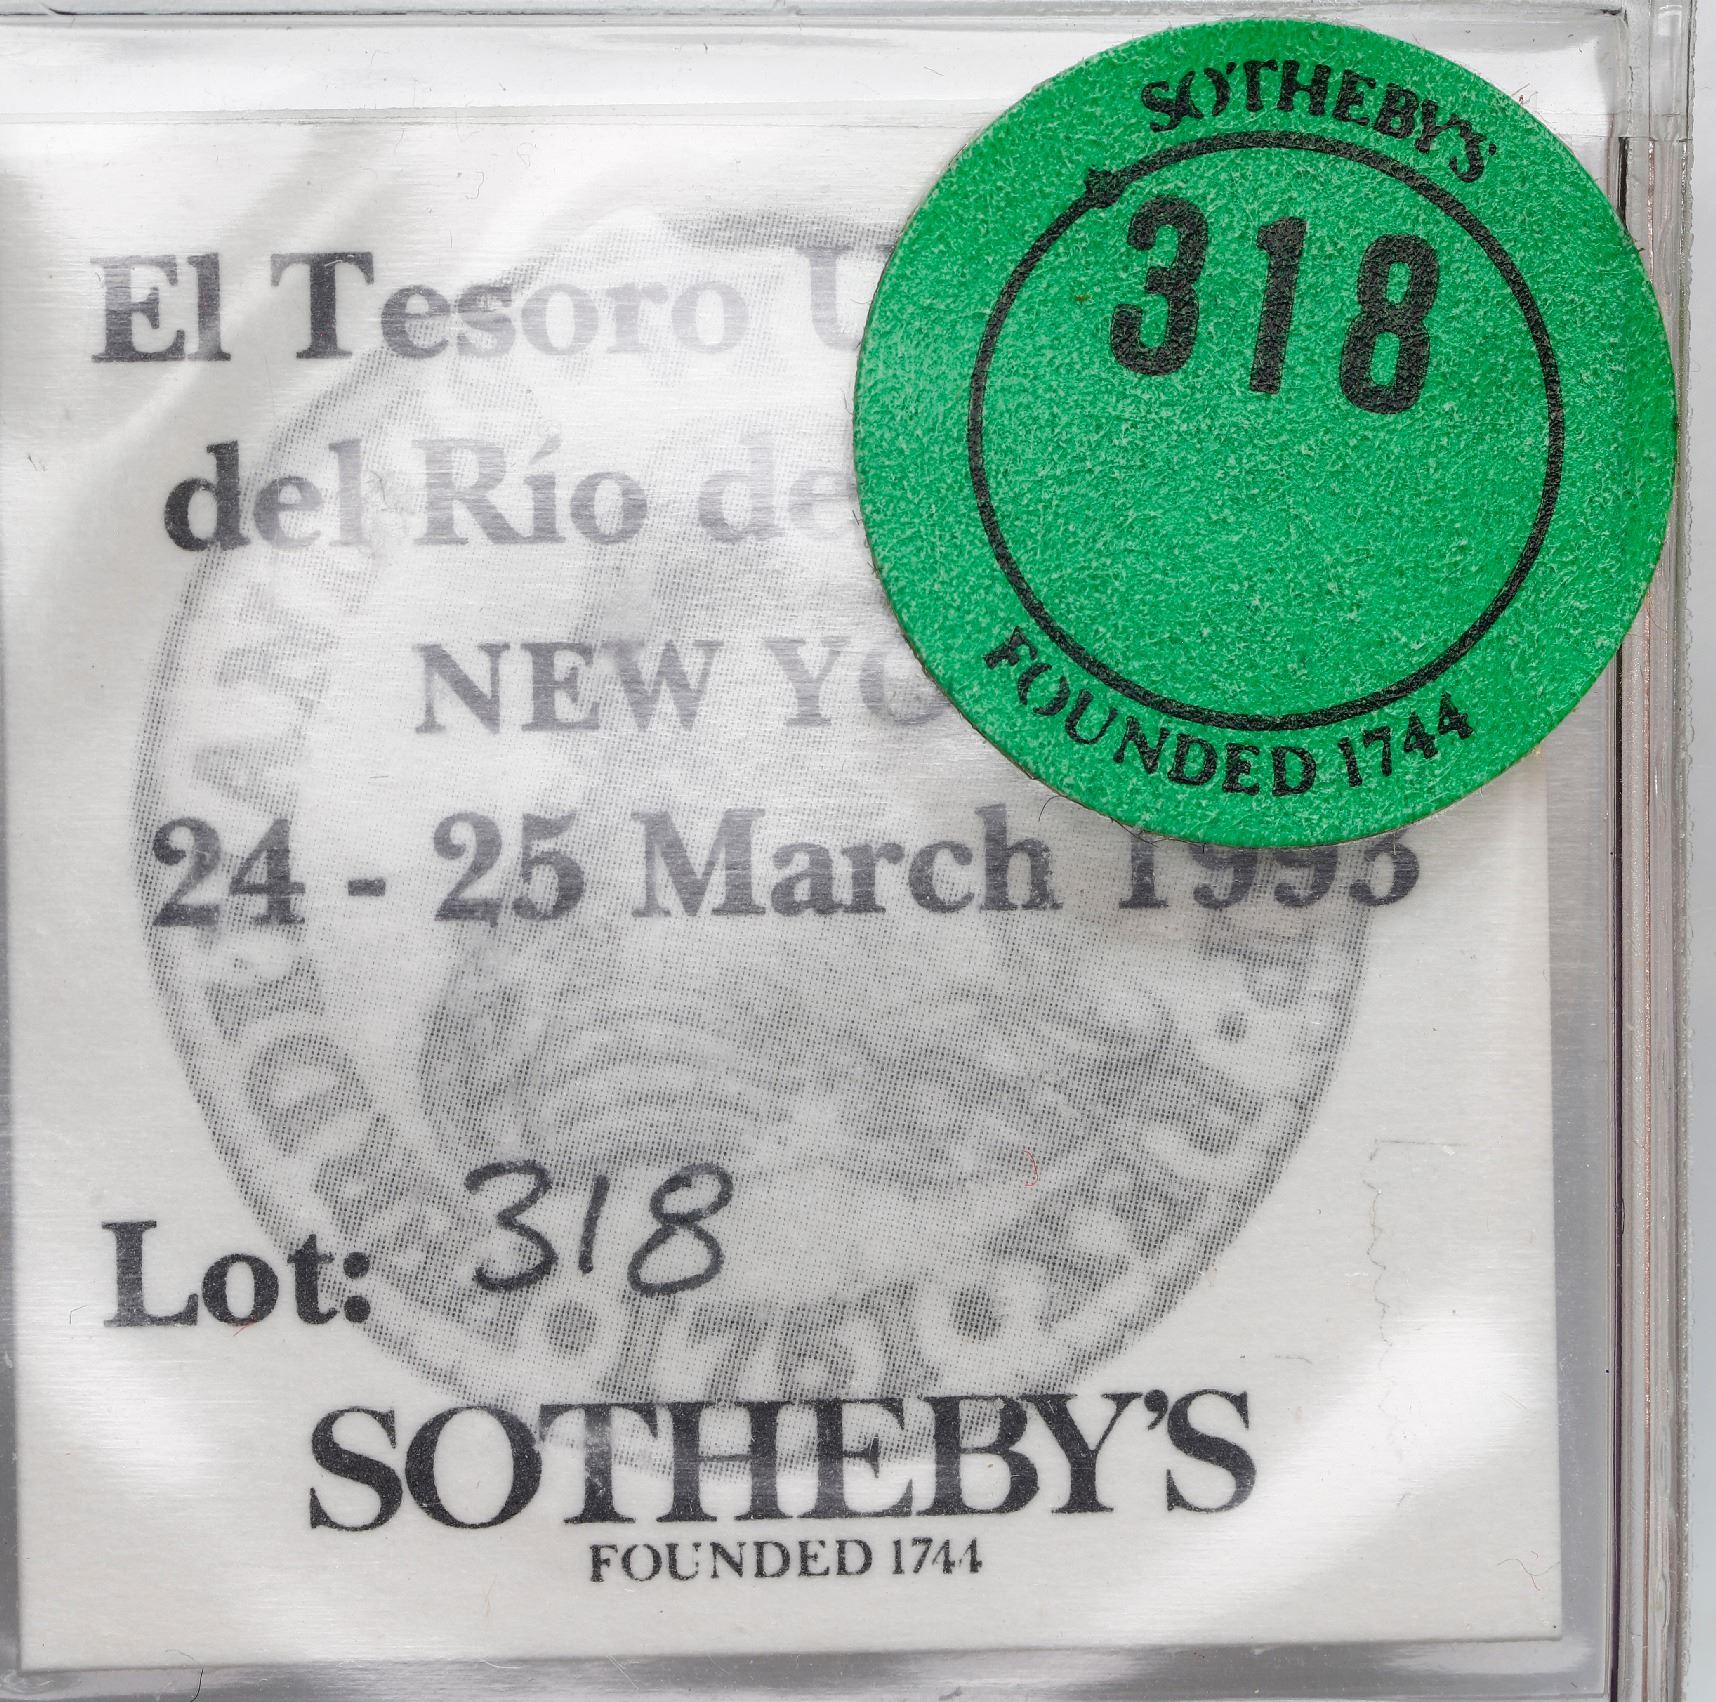 SOTHEBY'S
318
FOUNDED 1744
El Tesoro U
del Río de
NEW YO
24 - 25 March 1993
Lot: 318
SOTHEBY'S
FOUNDED 1744